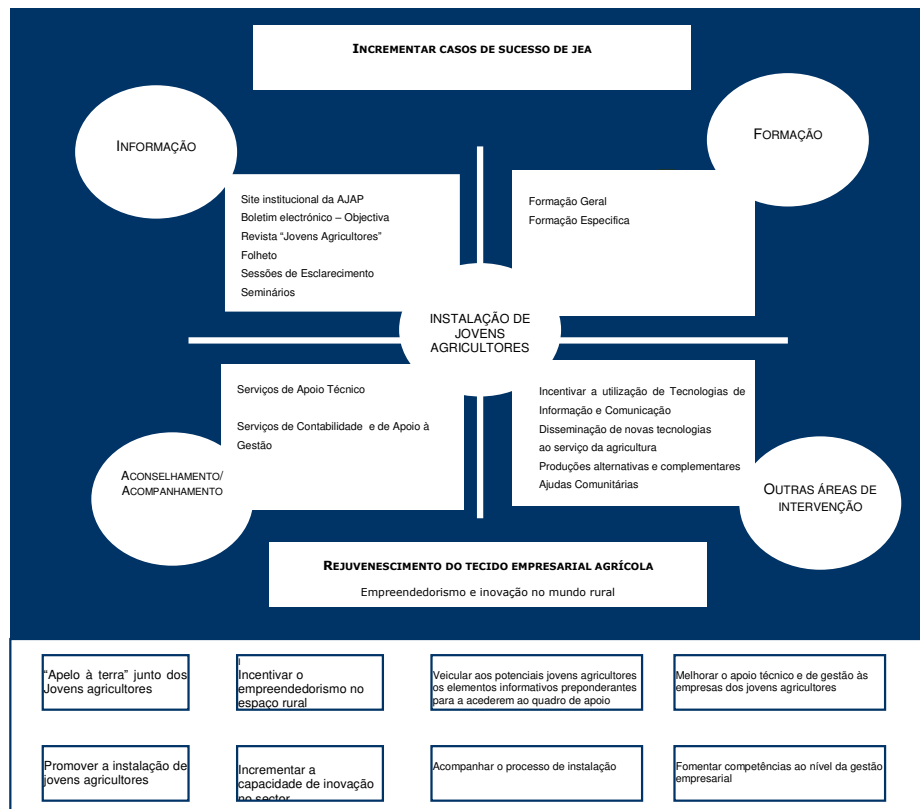 INCREMENTAR CASOS DE SUCESSO DE JEA
INFORMAÇÃO
FORMAÇÃO
Site institucional da AJAP
Boletim electrónico – Objectiva
Revista “Jovens Agricultores”
Folheto
Sessões de Esclarecimento
Seminários
Formação Geral
Formação Especifica
INSTALAÇÃO DE
JOVENS
AGRICULTORES
Serviços de Apoio Técnico
Serviços de Contabilidade e de Apoio à
Gestão
Incentivar a utilização de Tecnologias de
Informação e Comunicação
Disseminação de novas tecnologias
ao serviço da agricultura
Produções alternativas e complementares
Ajudas Comunitárias
ACONSELHAMENTO/
ACOMPANHAMENTO
OUTRAS ÁREAS DE
INTERVENÇÃO
REJUVENESCIMENTO DO TECIDO EMPRESARIAL AGRÍCOLA
Empreendedorismo e inovação no mundo rural
“Apelo à terra” junto dos
Jovens agricultores
Incentivar o
empreendedorismo no
espaço rural
Veicular aos potenciais jovens agricultores
os elementos informativos preponderantes
para a acederem ao quadro de apoio
Melhorar o apoio técnico e de gestão às
empresas dos jovens agricultores
Promover a instalação de
jovens agricultores
Incrementar a
capacidade de inovação
no sector
Acompanhar o processo de instalação
Fomentar competências ao nível da gestão
empresarial